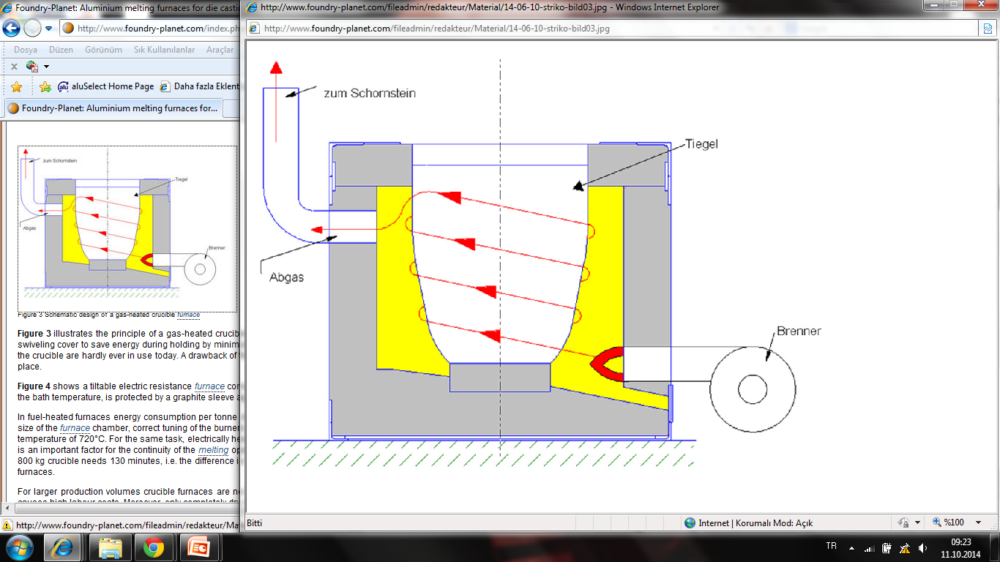 Foundry-Planet: Aluminium melting furnaces for die casti
http://www.foundry-planet.com/fileadmin/redakteur/Material/14-06-10-striko-bild03.jpg - Windows Internet Explorer
http://www.foundry-planet.com/index.ph
http://www.foundry-planet.com/fileadmin/redakteur/Material/14-06-10-striko-bild03.jpg
Dosya Düzen Görünüm Sık Kullanılanlar Araçlar
x
aluSelect Home Page Daha fazla Eklent
Foundry-Planet: Aluminium melting furnaces for...
zum Schornstein
Tiegel
Abgas
Brenner
Figure 3 Schematic design of a gas-heated crucible furnace
Figure 3 illustrates the principle of a gas-heated crucib
swiveling cover to save energy during holding by minim
the crucible are hardly ever in use today. A drawback of
place.
Figure 4 shows a tiltable electric resistance furnace con
the bath temperature, is protected by a graphite sleeve a
In fuel-heated furnaces energy consumption per tonne
size of the furnace chamber, correct tuning of the burner
temperature of 720°C. For the same task, electrically he
is an important factor for the continuity of the melting op
800 kg crucible needs 130 minutes, i.e. the difference i
furnaces.
For larger production volumes crucible furnaces are n
http://www.foundry-planet.com/fileadmin/redakteur/Ma
zum Schornstein
Tiegel
Abgas
Brenner
Bitti
Internet | Korumalı Mod: Açık
%100
TR
09:23
11.10.2014